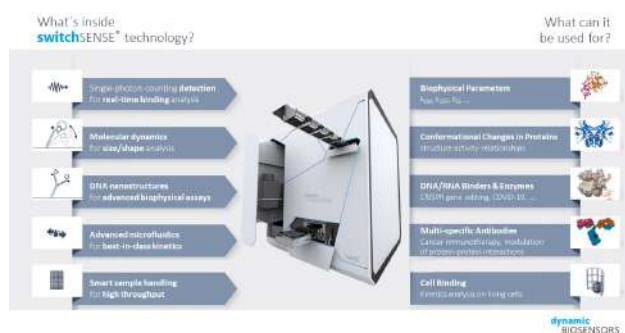 What's inside
switchSENSE® technology?
What can it
be used for?
Single-photon-counting detection
for real-time binding analysis
Molecular dynamics
for size/shape analysis
DNA nanostructures
for advanced biophysical assays
Advanced microfluidics
for best-in-class kinetics
Smart sample handling
for high throughput
Biophysical Parameters
Conformational Changes in Proteins
structure-activity-relationships
DNA/RNA Binders & Enzymes
CRISPR gene editing, COVID-19, ...
Multi-specific Antibodies
Cancer immunotherapy, modulation
of protein-protein interactions
Cell Binding
Kinetics analysis on living cells
dynamic
BIOSENSORS